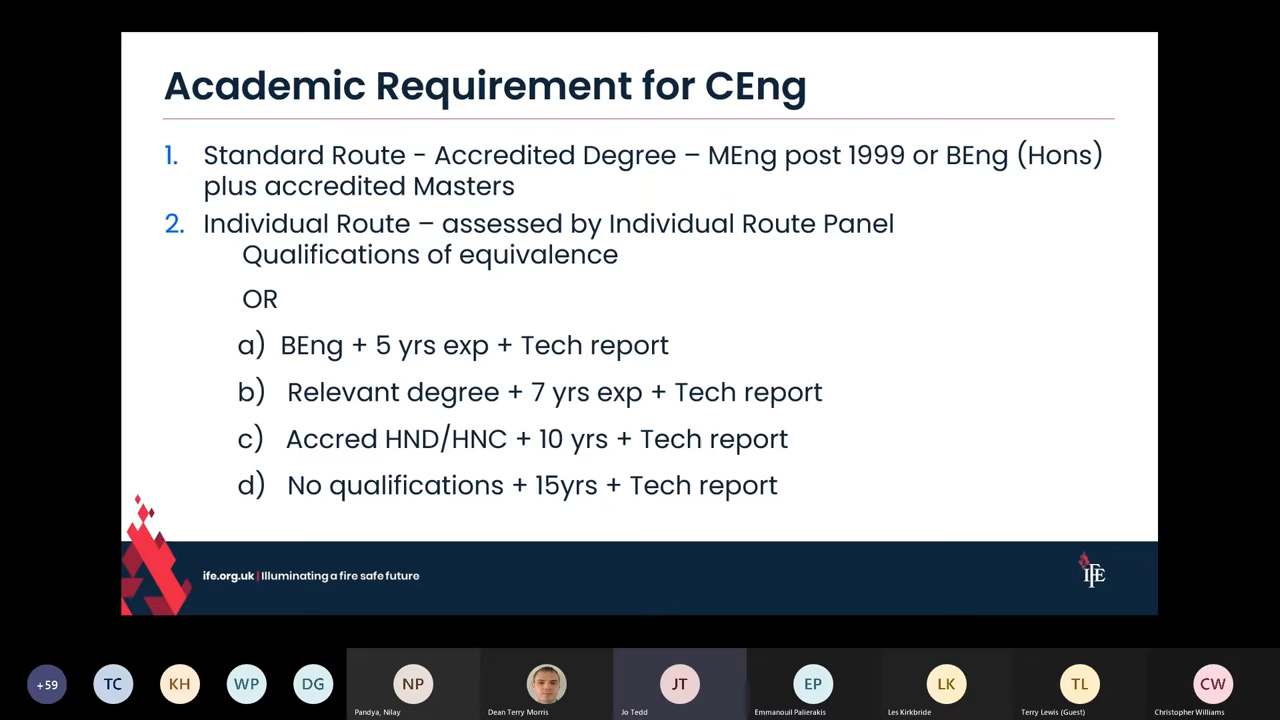 Academic Requirement for CEng
1. Standard Route - Accredited Degree – MEng post 1999 or BEng (Hons)
plus accredited Masters
2. Individual Route – assessed by Individual Route Panel
Qualifications of equivalence
OR
a) BEng + 5 yrs exp + Tech report
b) Relevant degree + 7 yrs exp + Tech report
c) Accred HND/HNC + 10 yrs + Tech report
d) No qualifications + 15yrs + Tech report
ife.org.uk | Illuminating a fire safe future
IFE
+59 TC KH WP DG NP JT EP LK TL CW
Pandya, Nilay Dean Terry Morris Jo Tedd Emmanouil Palierakis Les Kirkbride Terry Lewis (Guest) Christopher Williams